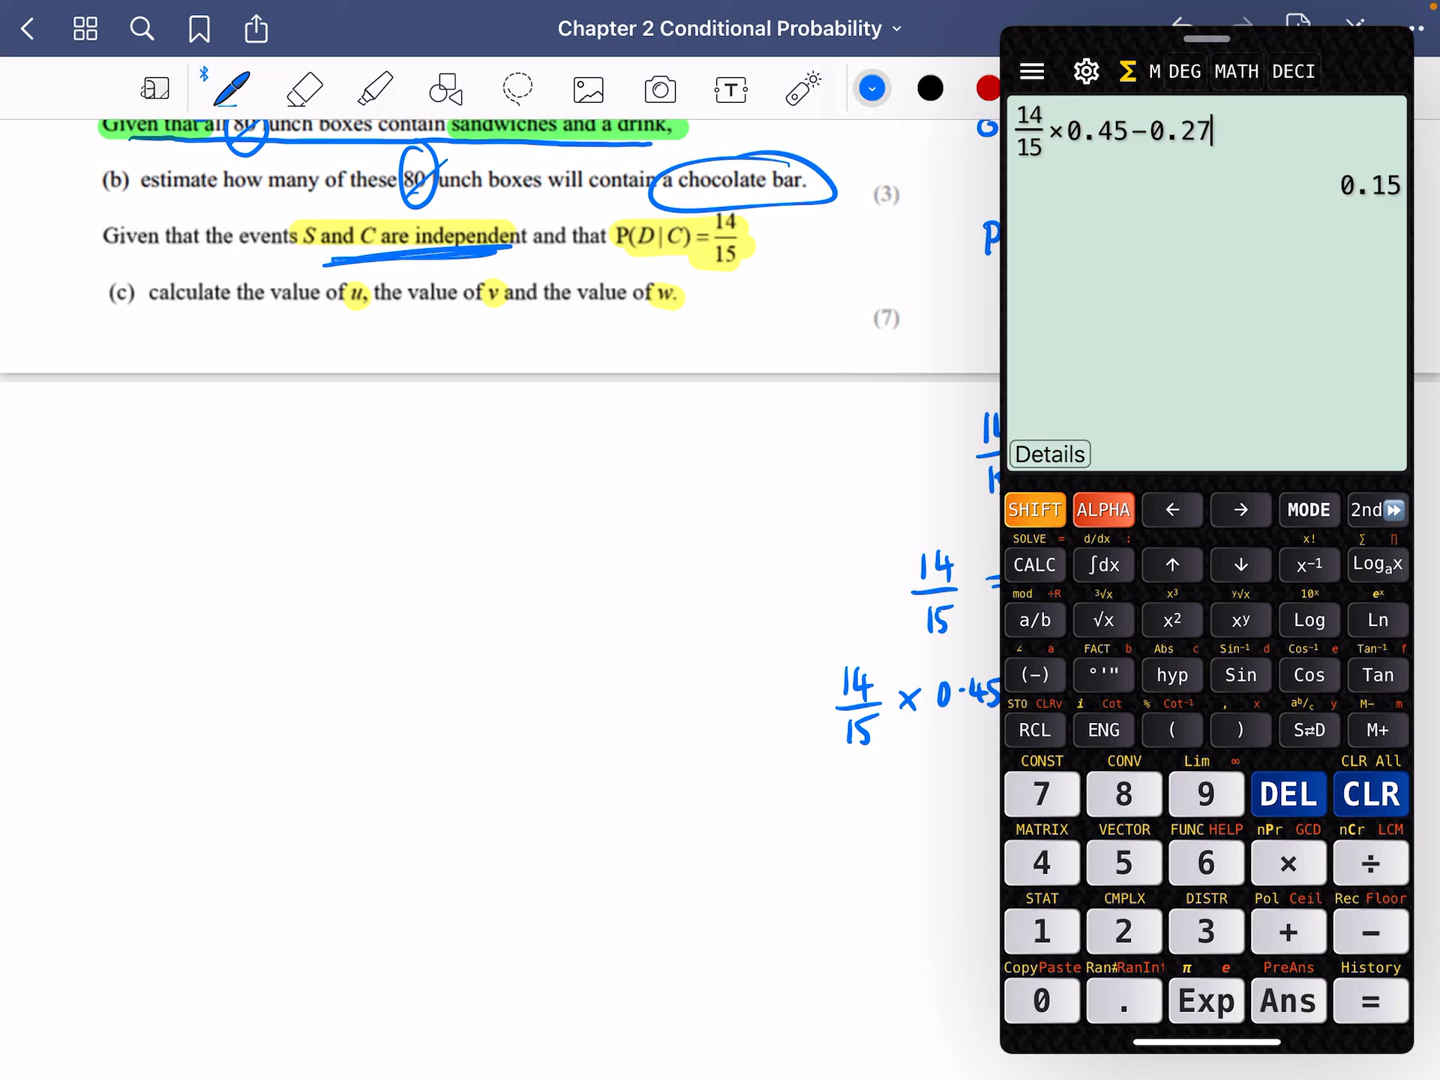 Chapter 2 Conditional Probability
Given that all 80 lunch boxes contain sandwiches and a drink,
(b) estimate how many of these 80 lunch boxes will contain a chocolate bar.
(3)
Given that the events S and C are independent and that P(D | C) = 14/15
(c) calculate the value of u, the value of v and the value of w.
(7)
14/15 =
14/15 × 0.45
M DEG MATH DECI
14/15×0.45−0.27
0.15
Details
SHIFT ALPHA ← → MODE 2nd
SOLVE = d/dx : x! ∑ ∏
CALC ∫dx ↑ ↓ x⁻¹ Logₐx
mod ÷R ³√x x³ ʸ√x 10ˣ eˣ
a/b √x x² xʸ Log Ln
∠ a FACT b Abs c Sin⁻¹ d Cos⁻¹ e Tan⁻¹ f
(−) °'" hyp Sin Cos Tan
STO CLRv i Cot % Cot⁻¹ , x aᵇ/c y M− m
RCL ENG ( ) S⇄D M+
CONST CONV Lim ∞ CLR All
7 8 9 DEL CLR
MATRIX VECTOR FUNC HELP nPr GCD nCr LCM
4 5 6 × ÷
STAT CMPLX DISTR Pol Ceil Rec Floor
1 2 3 + −
Copy Paste Ran# RanInt π e PreAns History
0 . Exp Ans =